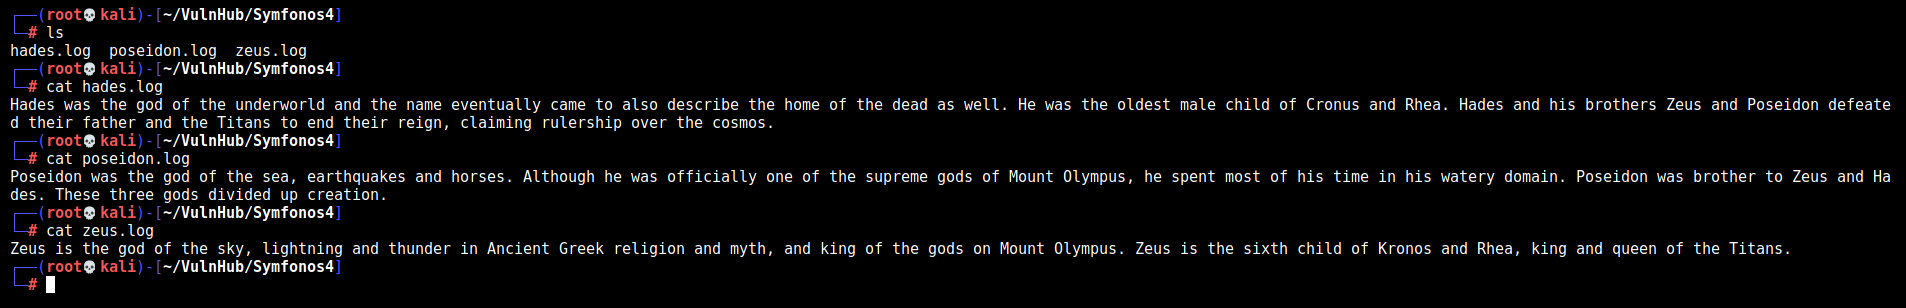 ┌──(root💀kali)-[~/VulnHub/Symfonos4]
└─# ls
hades.log  poseidon.log  zeus.log
┌──(root💀kali)-[~/VulnHub/Symfonos4]
└─# cat hades.log
Hades was the god of the underworld and the name eventually came to also describe the home of the dead as well. He was the oldest male child of Cronus and Rhea. Hades and his brothers Zeus and Poseidon defeate
d their father and the Titans to end their reign, claiming rulership over the cosmos.
┌──(root💀kali)-[~/VulnHub/Symfonos4]
└─# cat poseidon.log
Poseidon was the god of the sea, earthquakes and horses. Although he was officially one of the supreme gods of Mount Olympus, he spent most of his time in his watery domain. Poseidon was brother to Zeus and Ha
des. These three gods divided up creation.
┌──(root💀kali)-[~/VulnHub/Symfonos4]
└─# cat zeus.log
Zeus is the god of the sky, lightning and thunder in Ancient Greek religion and myth, and king of the gods on Mount Olympus. Zeus is the sixth child of Kronos and Rhea, king and queen of the Titans.
┌──(root💀kali)-[~/VulnHub/Symfonos4]
└─#